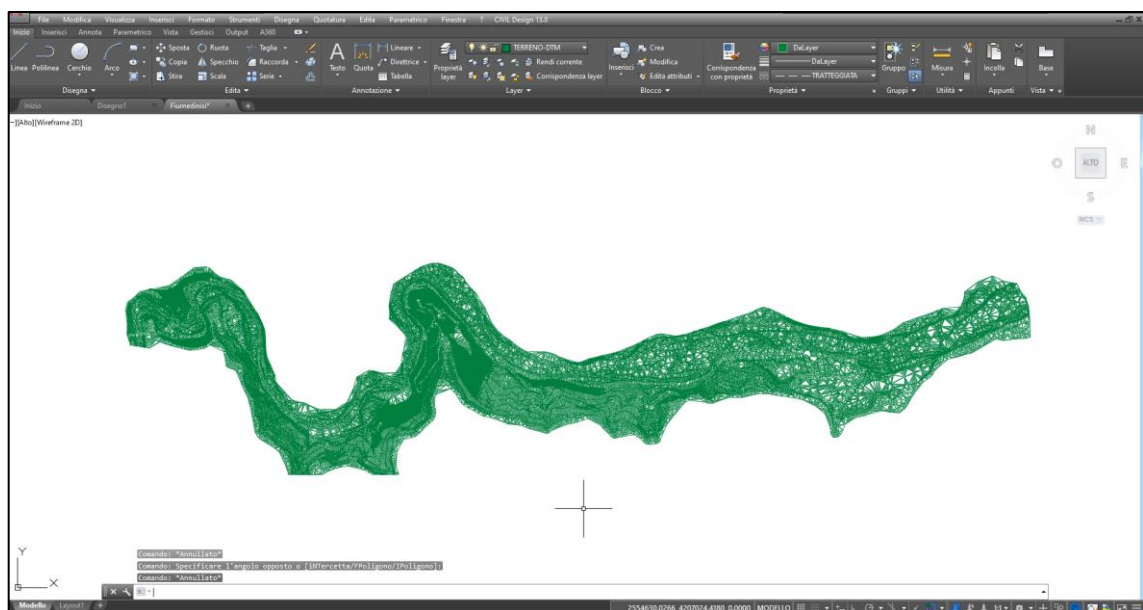 File Modifica Visualizza Inserisci Formato Strumenti Disegna Quotatura Edita Parametrico Finestra ? CIVIL Design 13.0
Inizio Inserisci Annota Parametrico Vista Gestisci Output A360
Sposta Ruota Taglia Lineare TERRENO-DTM Crea DaLayer
Linea Polilinea Cerchio Arco Copia Specchio Raccorda Testo Quota Direttrice Proprietà layer Rendi corrente Inserisci Modifica Corrispondenza con proprietà DaLayer Gruppo Misura Incolla Base
Stira Scala Serie Tabella Corrispondenza layer Edita attributi TRATTEGGIATA
Disegna Edita Annotazione Layer Blocco Proprietà Gruppi Utilità Appunti Vista
Inizio Disegno1 Fiumedinisi*
[Alto][Wireframe 2D]
N
O ALTO E
S
WCS
Y
X
Comando: *Annullato*
Comando: Specificare l'angolo opposto o [iNTercetta/FPoligono/IPoligono]:
Comando: *Annullato*
Modello Layout1 + 2554630.0266, 4207024.4180, 0.0000 MODELLO 1:1